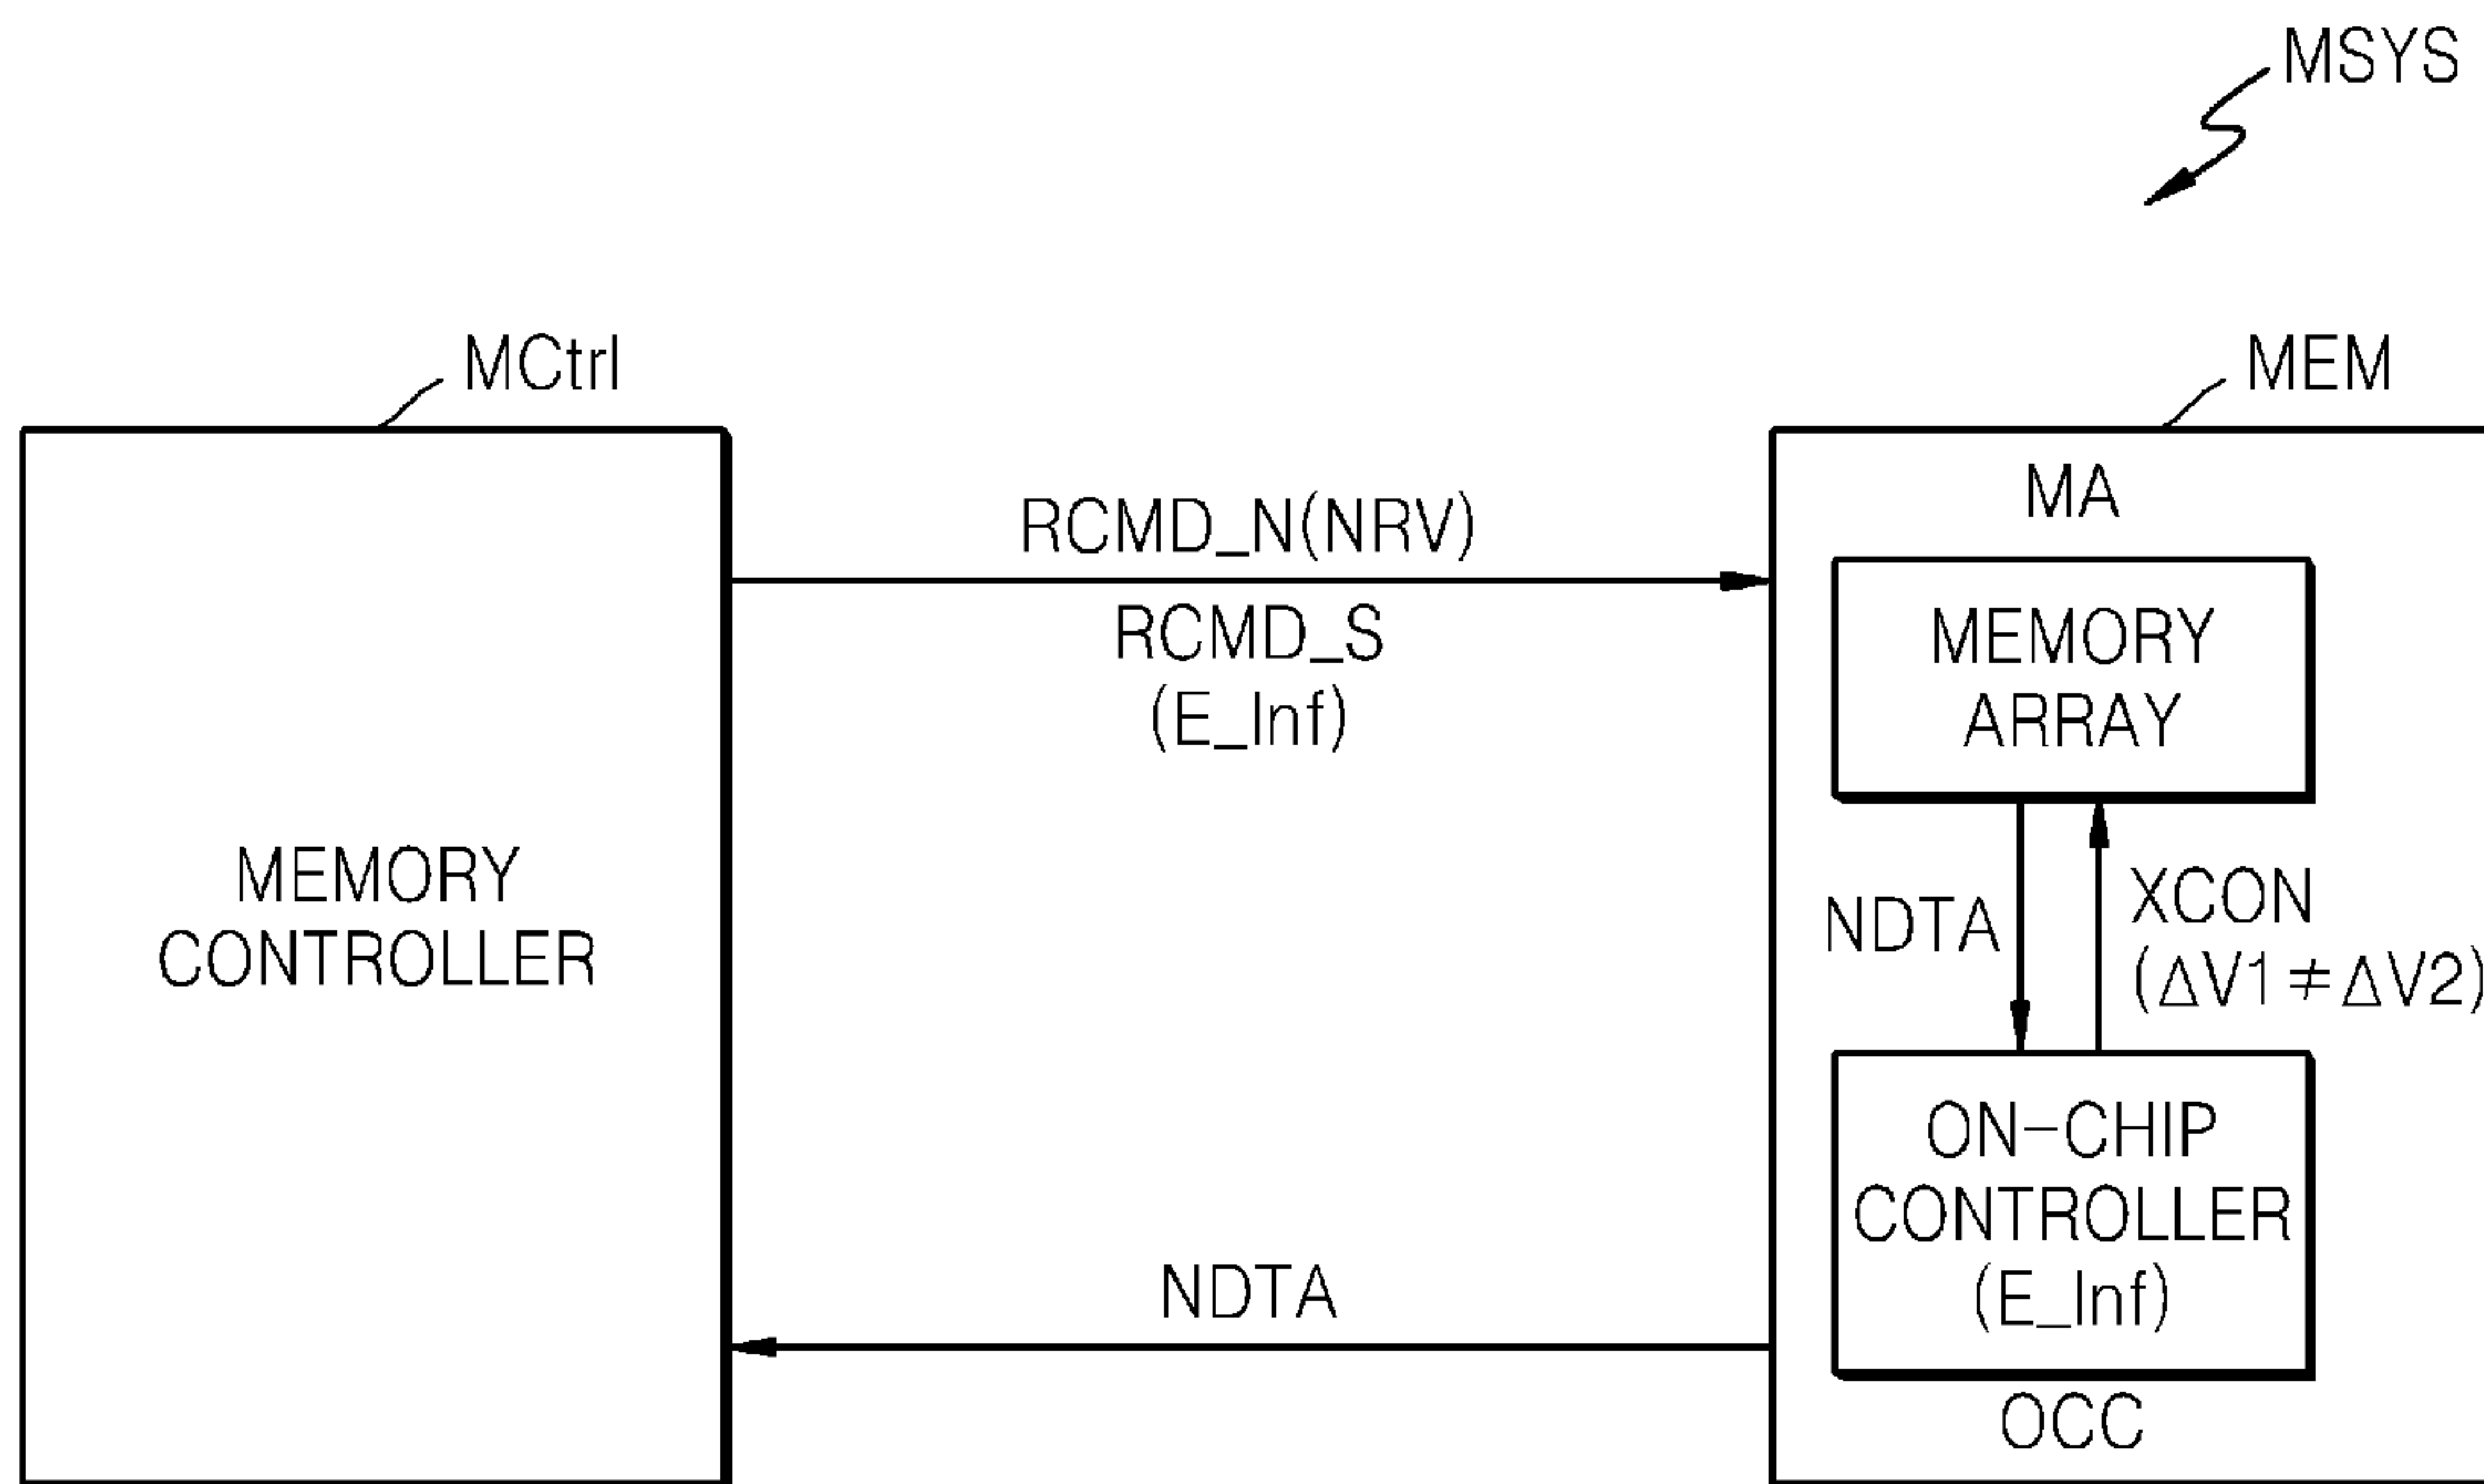 MSYS
MCtrl
MEM
MEMORY
CONTROLLER
RCMD_N(NRV)
RCMD_S
(E_Inf)
NDTA
MA
MEMORY
ARRAY
NDTA
XCON
(ΔV1≠ΔV2)
ON-CHIP
CONTROLLER
(E_Inf)
OCC